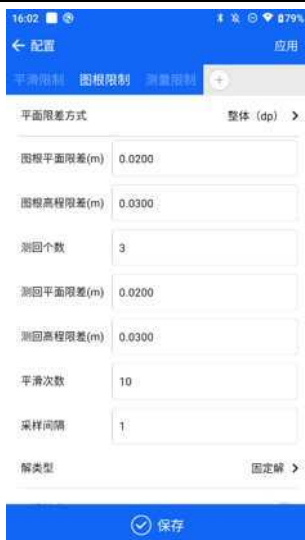 16:02 79%
配置 应用
平滑限制 图根限制 测量限制
平面限差方式 整体（dp）
图根平面限差(m) 0.0200
图根高程限差(m) 0.0300
测回个数 3
测回平面限差(m) 0.0200
测回高程限差(m) 0.0300
平滑次数 10
采样间隔 1
解类型 固定解
保存